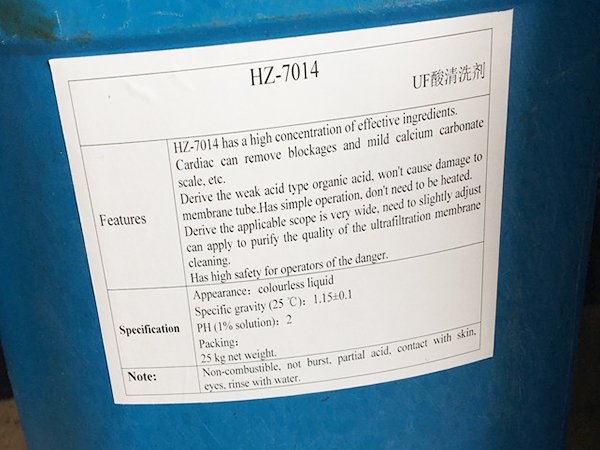 HZ-7014
UF酸清洗剂
Features
HZ-7014 has a high concentration of effective ingredients.
Cardiac can remove blockages and mild calcium carbonate
scale, etc.
Derive the weak acid type organic acid, won't cause damage to
membrane tube.Has simple operation, don't need to be heated.
Derive the applicable scope is very wide, need to slightly adjust
can apply to purify the quality of the ultrafiltration membrane
cleaning.
Has high safety for operators of the danger.
Specification
Appearance: colourless liquid
Specific gravity (25 ℃): 1.15±0.1
PH (1% solution): 2
Packing:
25 kg net weight.
Note:
Non-combustible, not burst, partial acid, contact with skin,
eyes, rinse with water.